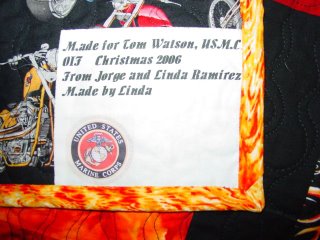 Made for Tom Watson, USMC
OIF Christmas 2006
From Jorge and Linda Ramirez
Made by Linda
UNITED STATES
MARINE CORPS